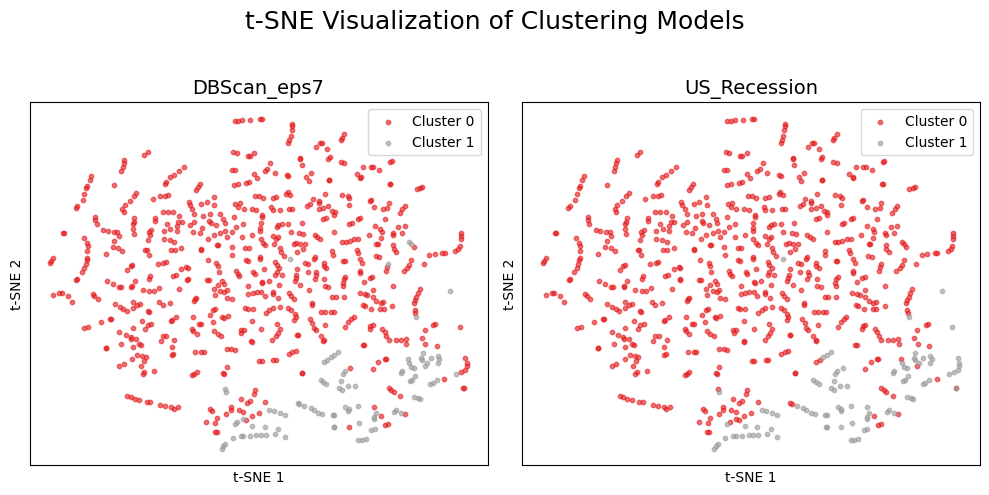 t-SNE Visualization of Clustering Models
DBScan_eps7
Cluster 0
Cluster 1
t-SNE 2
t-SNE 1
US_Recession
Cluster 0
Cluster 1
t-SNE 2
t-SNE 1